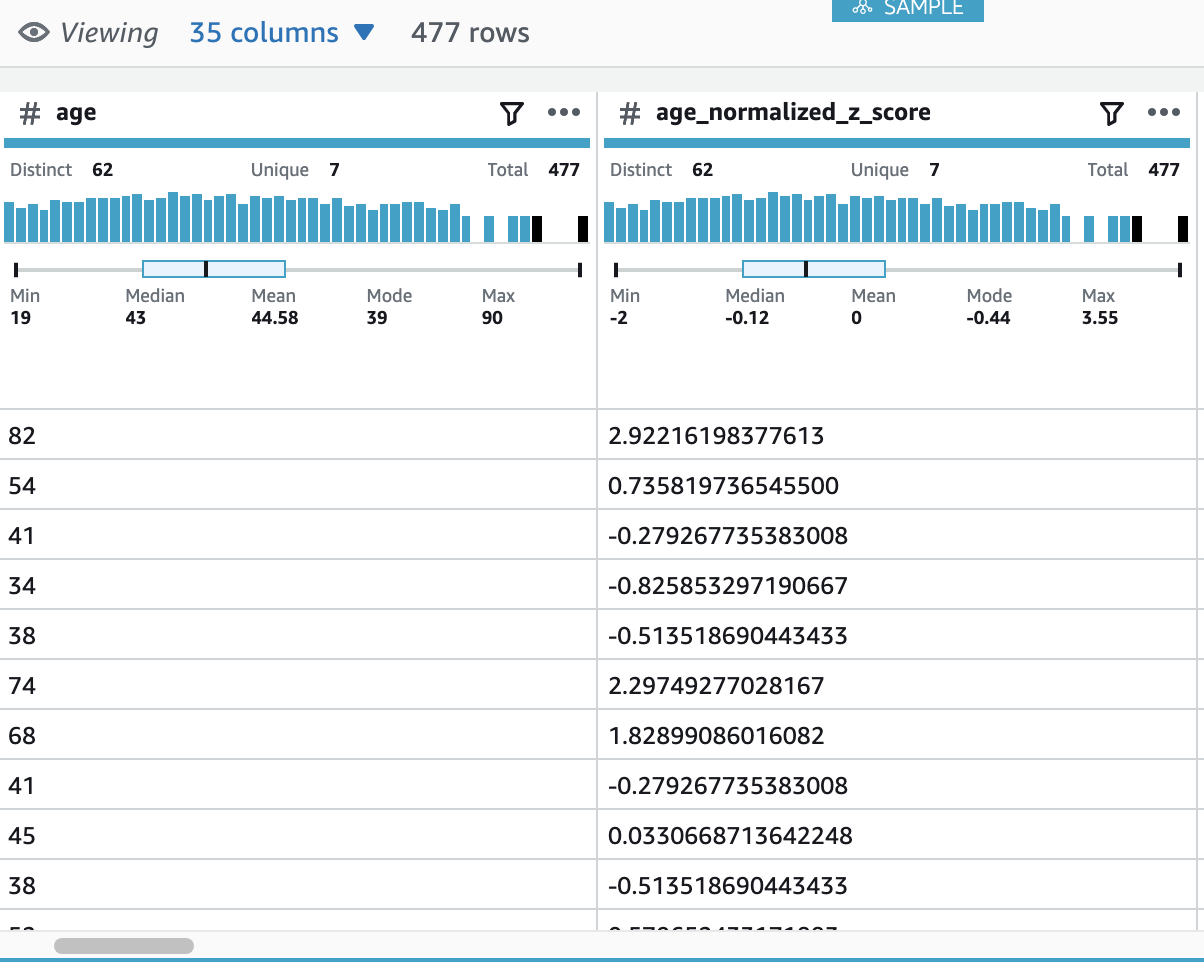 SAMPLE
Viewing 35 columns 477 rows
# age
# age_normalized_z_score
Distinct 62 Unique 7 Total 477
Distinct 62 Unique 7 Total 477
Min Median Mean Mode Max
19 43 44.58 39 90
Min Median Mean Mode Max
-2 -0.12 0 -0.44 3.55
82 2.92216198377613
54 0.735819736545500
41 -0.279267735383008
34 -0.825853297190667
38 -0.513518690443433
74 2.29749277028167
68 1.82899086016082
41 -0.279267735383008
45 0.0330668713642248
38 -0.513518690443433